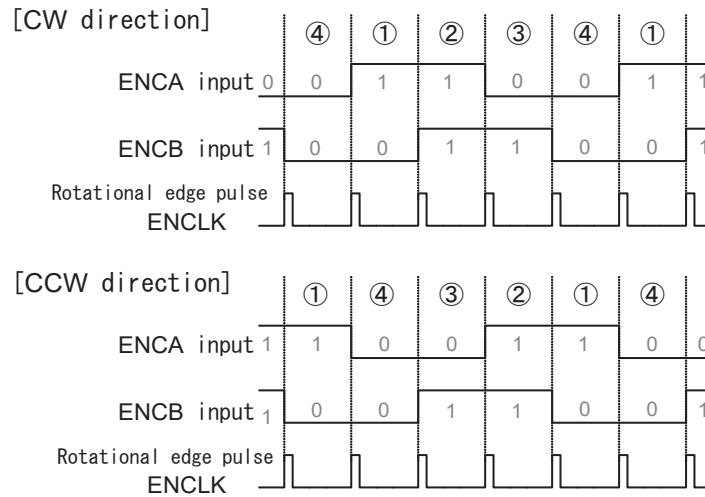 [CW direction]
④ ① ② ③ ④ ①
ENCA input 0 0 1 1 0 0 1 1
ENCB input 1 0 0 1 1 0 0 1
Rotational edge pulse
ENCLK
[CCW direction]
① ④ ③ ② ① ④
ENCA input 1 1 0 0 1 1 0 0
ENCB input 1 0 0 1 1 0 0 1
Rotational edge pulse
ENCLK